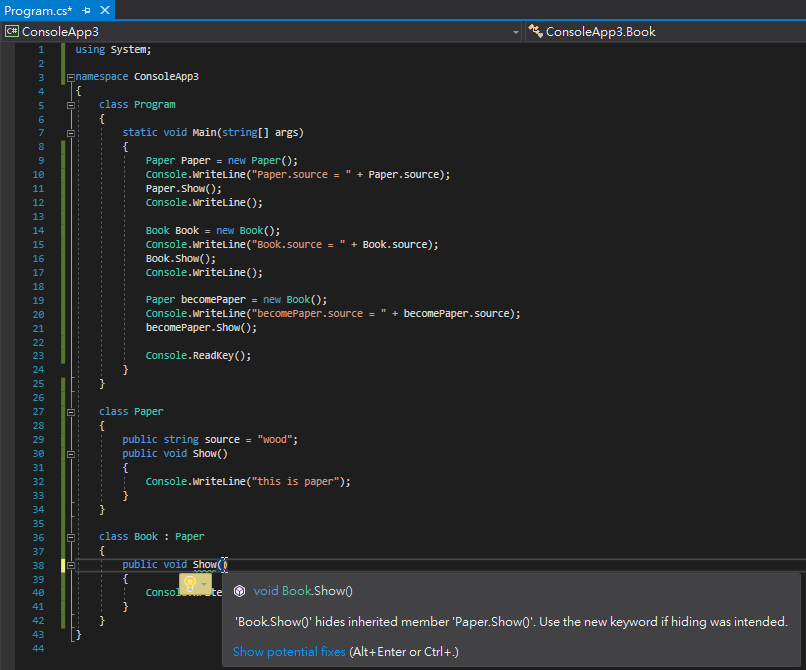 Program.cs*
ConsoleApp3
ConsoleApp3.Book
1 using System;
2
3 namespace ConsoleApp3
4 {
5 class Program
6 {
7 static void Main(string[] args)
8 {
9 Paper Paper = new Paper();
10 Console.WriteLine("Paper.source = " + Paper.source);
11 Paper.Show();
12 Console.WriteLine();
13
14 Book Book = new Book();
15 Console.WriteLine("Book.source = " + Book.source);
16 Book.Show();
17 Console.WriteLine();
18
19 Paper becomePaper = new Book();
20 Console.WriteLine("becomePaper.source = " + becomePaper.source);
21 becomePaper.Show();
22
23 Console.ReadKey();
24 }
25 }
26
27 class Paper
28 {
29 public string source = "wood";
30 public void Show()
31 {
32 Console.WriteLine("this is paper");
33 }
34 }
35
36 class Book : Paper
37 {
38 public void Show()
39 {
40 Cons
41 }
42 }
43 }
44
void Book.Show()
'Book.Show()' hides inherited member 'Paper.Show()'. Use the new keyword if hiding was intended.
Show potential fixes (Alt+Enter or Ctrl+.)